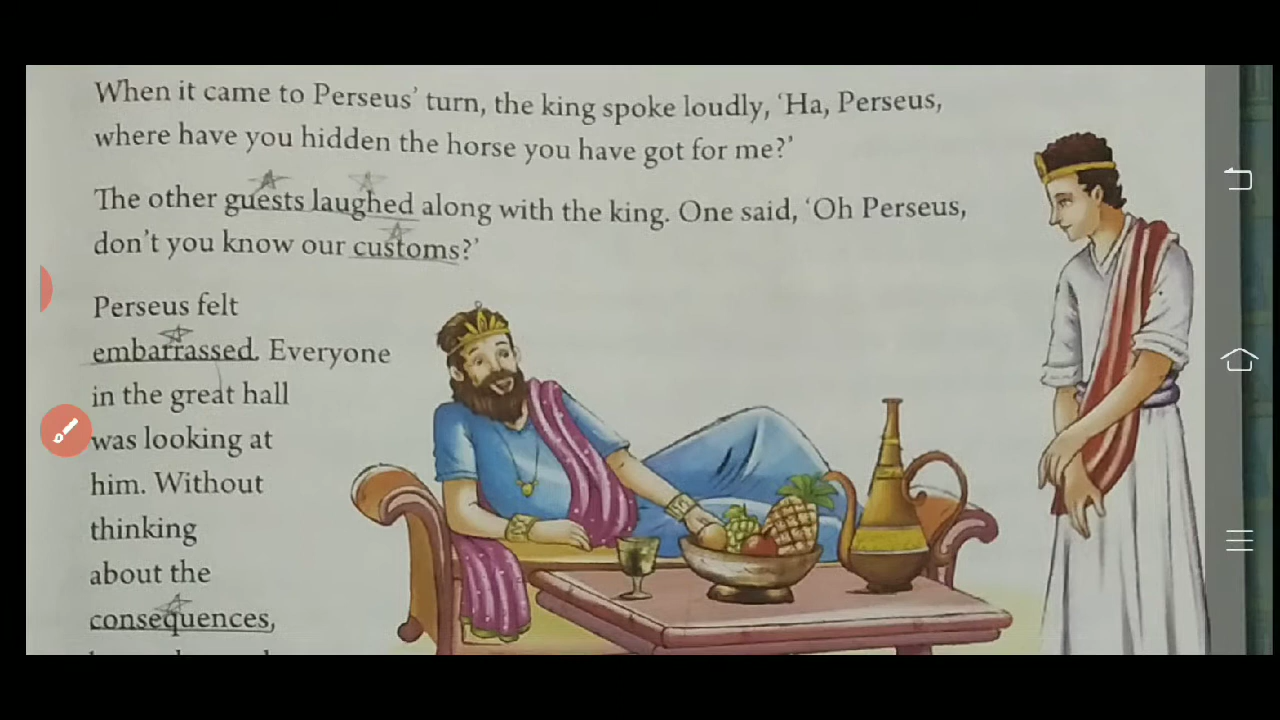 When it came to Perseus’ turn, the king spoke loudly, ‘Ha, Perseus,
where have you hidden the horse you have got for me?’
The other guests laughed along with the king. One said, ‘Oh Perseus,
don’t you know our customs?’
Perseus felt
embarrassed. Everyone
in the great hall
was looking at
him. Without
thinking
about the
consequences,